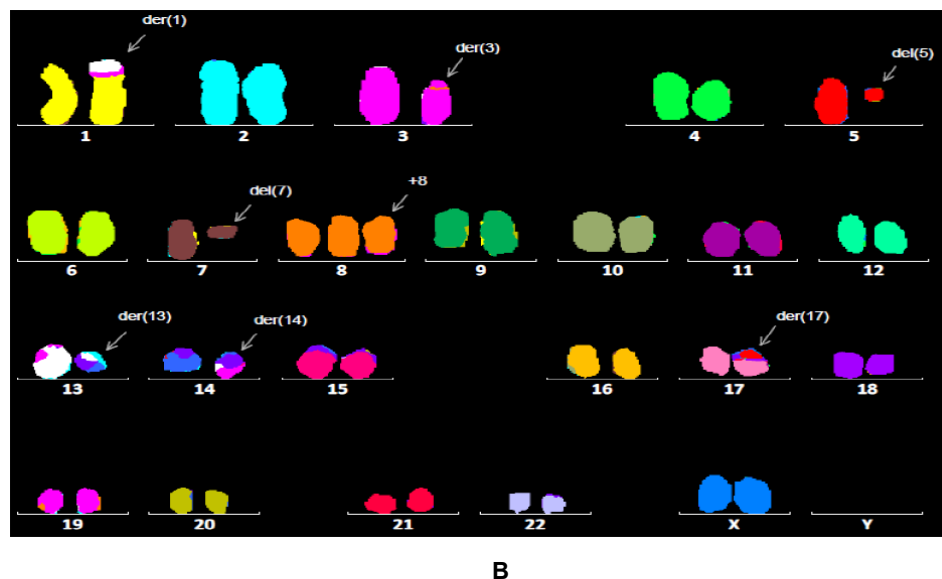 der(1)
der(3)
del(5)
1 2 3 4 5
del(7)
+8
6 7 8 9 10 11 12
der(13)
der(14)
der(17)
13 14 15 16 17 18
19 20 21 22 X Y
B